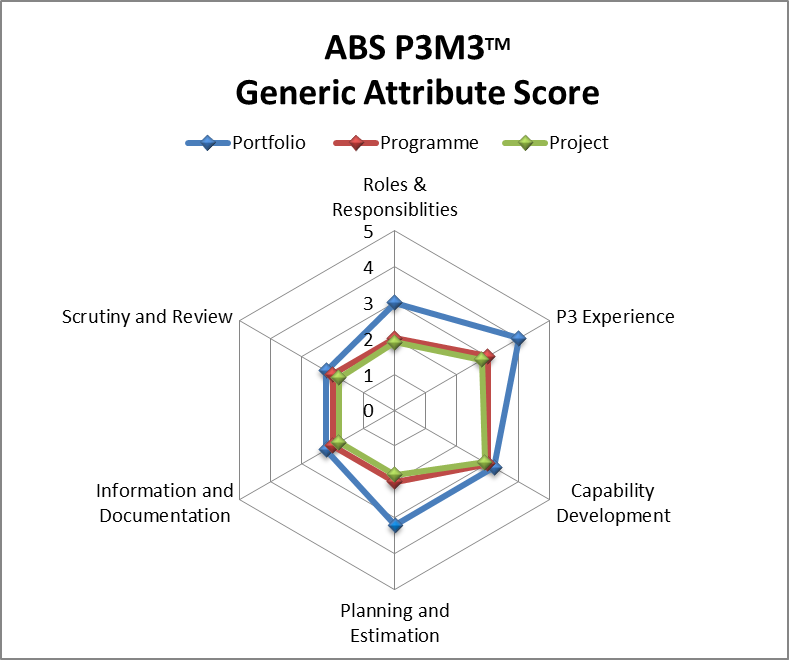 ABS P3M3™
Generic Attribute Score
Portfolio Programme Project
Roles &
Responsiblities
5
4
3
2
1
0
P3 Experience
Capability
Development
Planning and
Estimation
Information and
Documentation
Scrutiny and Review